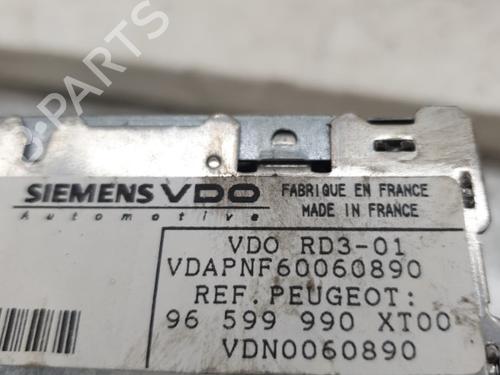 B-PARTS
SIEMENS VDO
Automotive
FABRIQUE EN FRANCE
MADE IN FRANCE
VDO RD3-01
VDAPNF60060890
REF. PEUGEOT:
96 599 990 XT00
VDN0060890